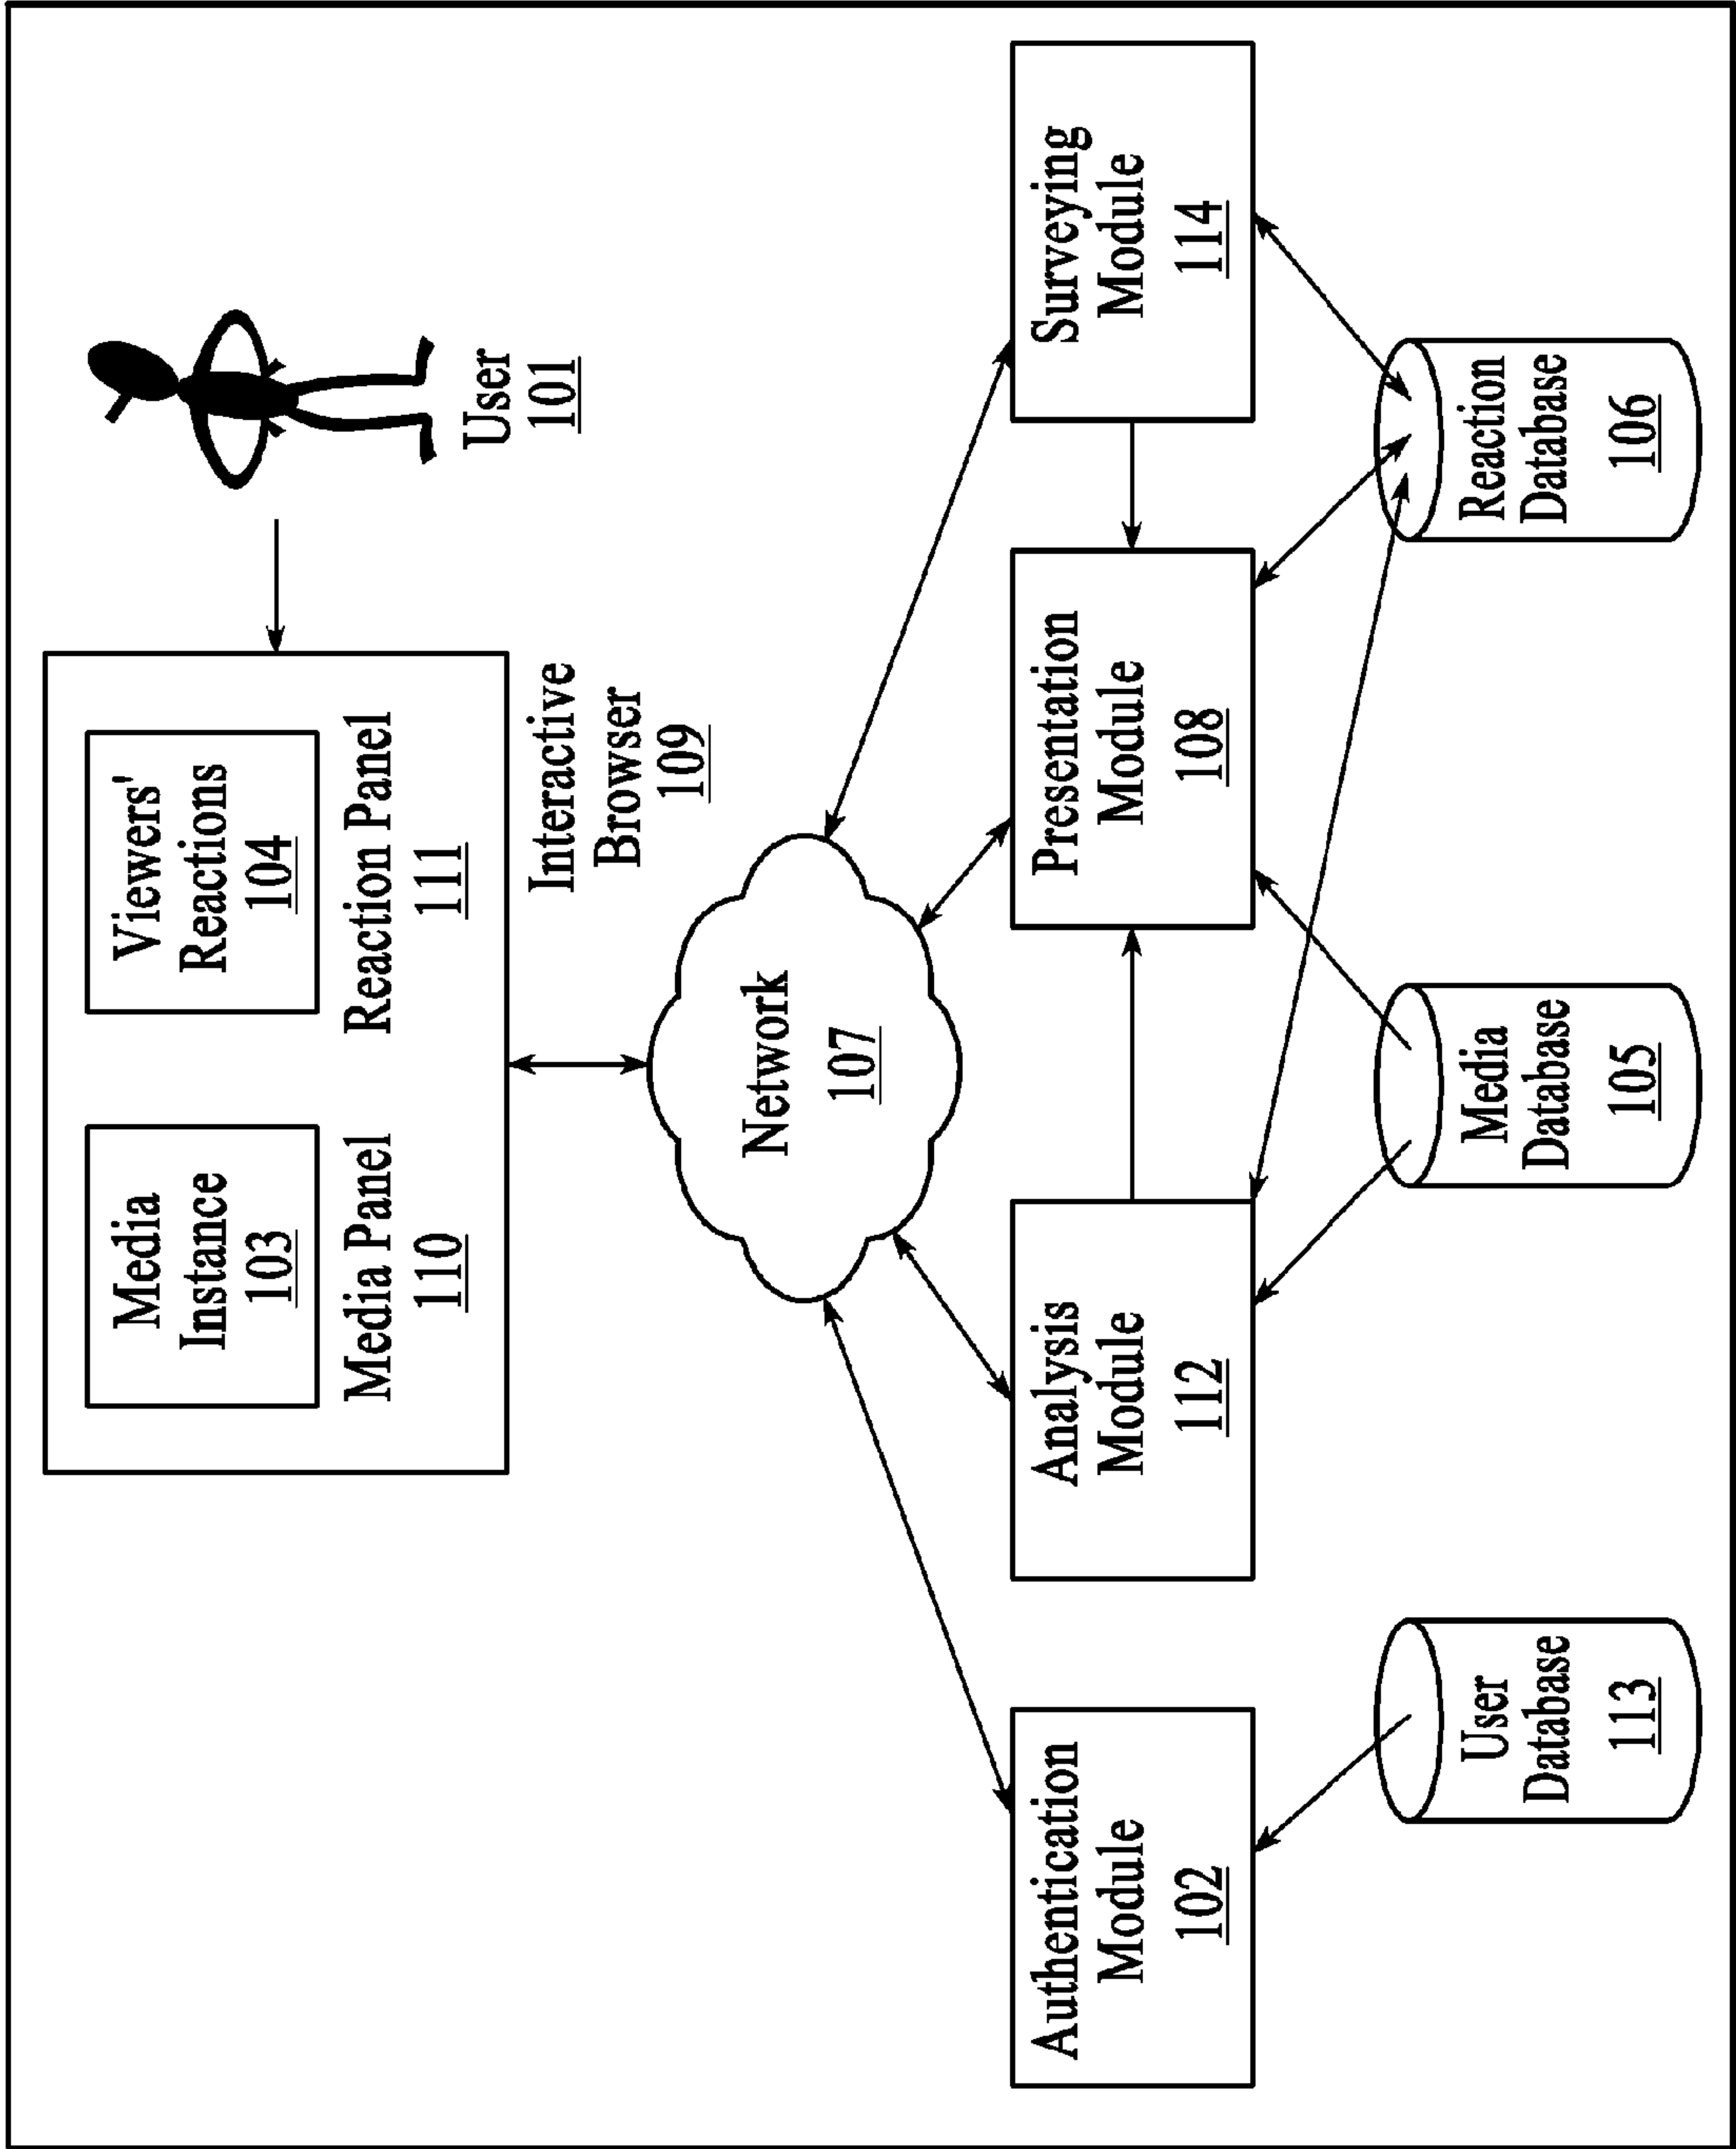 Media
Instance
103
Media Panel
110
Viewers'
Reactions
104
Reaction Panel
111
Interactive
Browser
109
User
101
Network
107
Authentication
Module
102
Analysis
Module
112
Presentation
Module
108
Surveying
Module
114
User
Database
113
Media
Database
105
Reaction
Database
106